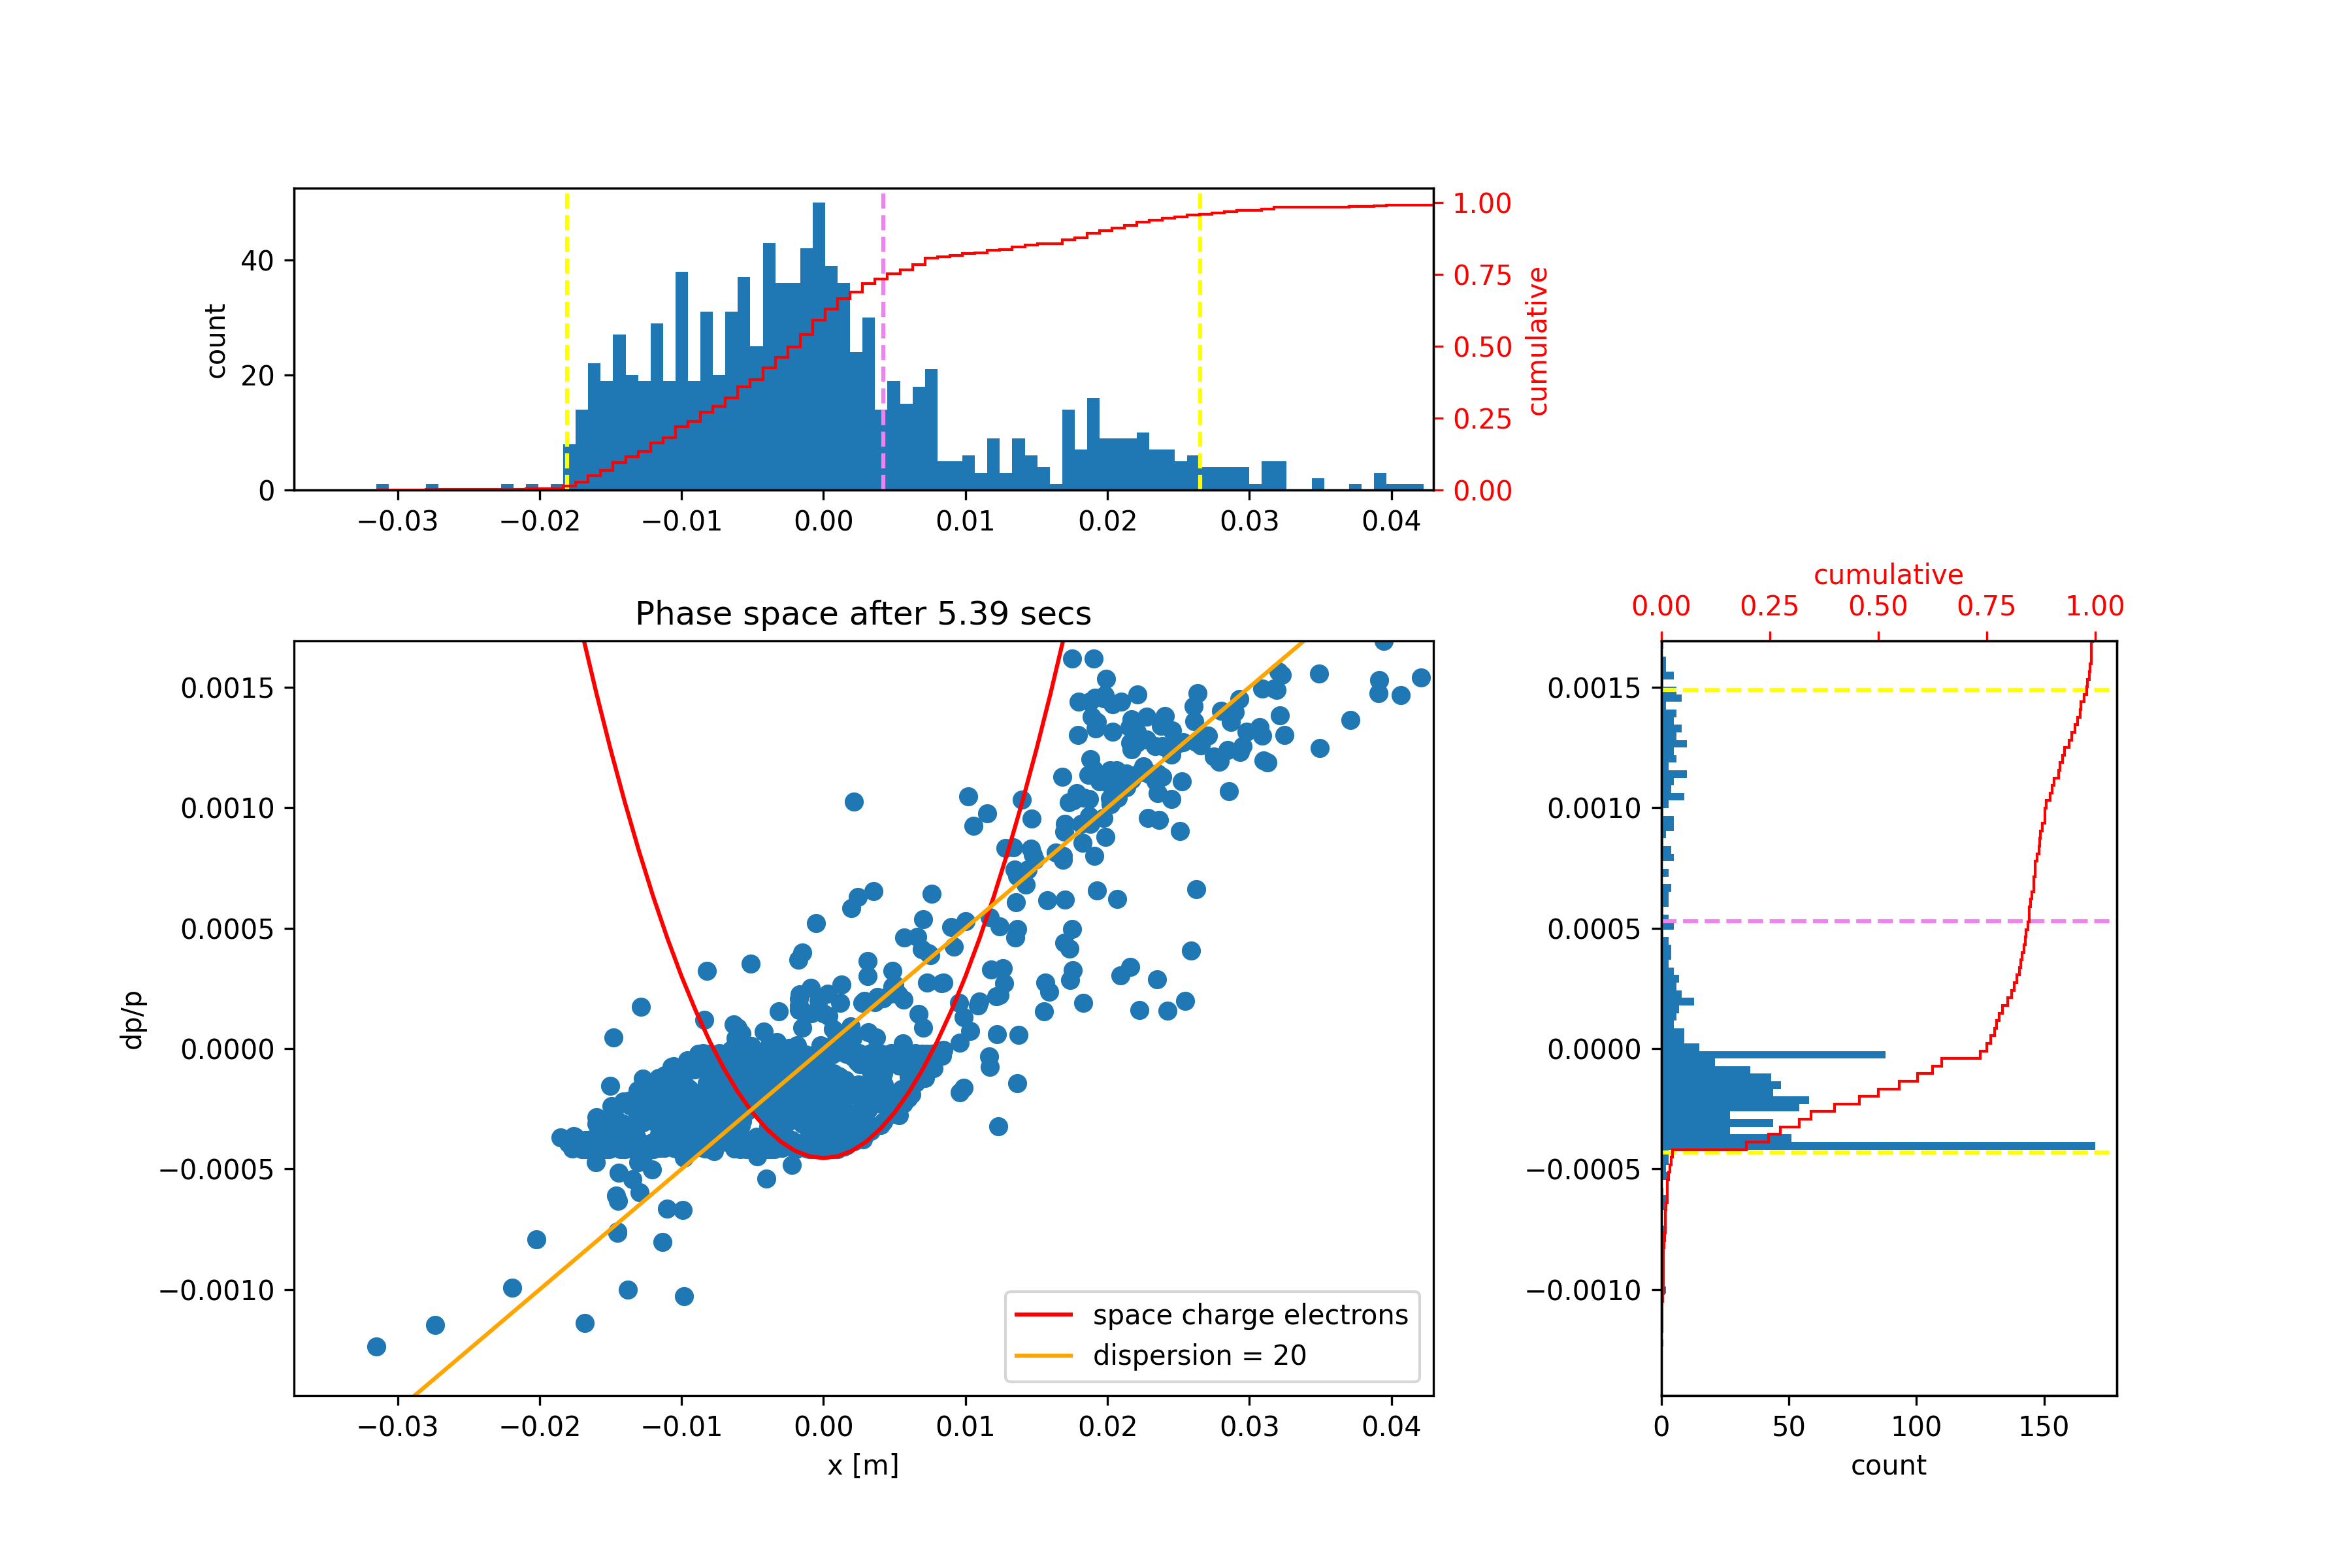 40
20
0
count
1.00
0.75
0.50
0.25
0.00
cumulative
−0.03 −0.02 −0.01 0.00 0.01 0.02 0.03 0.04
Phase space after 5.39 secs
0.0015
0.0010
0.0005
0.0000
−0.0005
−0.0010
dp/p
space charge electrons
dispersion = 20
−0.03 −0.02 −0.01 0.00 0.01 0.02 0.03 0.04
x [m]
cumulative
0.00 0.25 0.50 0.75 1.00
0.0015
0.0010
0.0005
0.0000
−0.0005
−0.0010
0 50 100 150
count